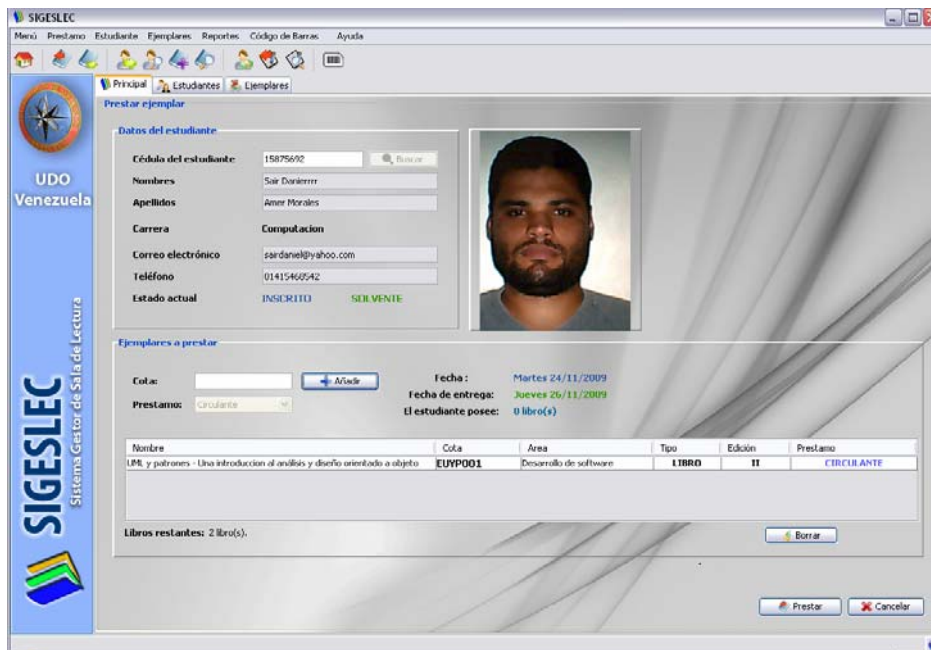 SIGESLEC
Menú Prestamo Estudiante Ejemplares Reportes Código de Barras Ayuda
Principal Estudiantes Ejemplares
Prestar ejemplar
Datos del estudiante
Cédula del estudiante 15875692 Buscar
Nombres Sair Danierrrr
Apellidos Amer Morales
Carrera Computacion
Correo electrónico sairdaniel@yahoo.com
Teléfono 01415460542
Estado actual INSCRITO SOLVENTE
UDO
Venezuela
SIGESLEC
Sistema Gestor de Sala de Lectura
Ejemplares a prestar
Cota: Añadir Fecha : Martes 24/11/2009
Fecha de entrega: Jueves 26/11/2009
Prestamo: Circulante
El estudiante posee: 0 libro(s)
Nombre Cota Area Tipo Edición Prestamo
UML y patrones - Una introduccion al análisis y diseño orientado a objeto EUYP001 Desarrollo de software LIBRO II CIRCULANTE
Libros restantes: 2 libro(s).
Borrar
Prestar Cancelar